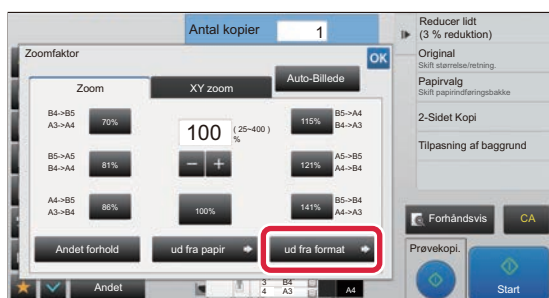 Antal kopier
1
Zoomfaktor
OK
Zoom
XY zoom
Auto-Billede
B4->B5
A3->A4
70%
100
( 25~400 )
%
115%
B5->A4
B4->A3
B5->A5
B4->A4
81%
121%
A5->B5
A4->B4
A4->B5
A3->B4
86%
100%
141%
B5->B4
A4->A3
Andet forhold
ud fra papir
ud fra format
Andet
3 B4
4 A3
A4
Reducer lidt
(3 % reduktion)
Original
Skift størrelse/retning.
Papirvalg
Skift papirindføringsbakke
2-Sidet Kopi
Tilpasning af baggrund
Forhåndsvis
CA
Prøvekopi.
Start